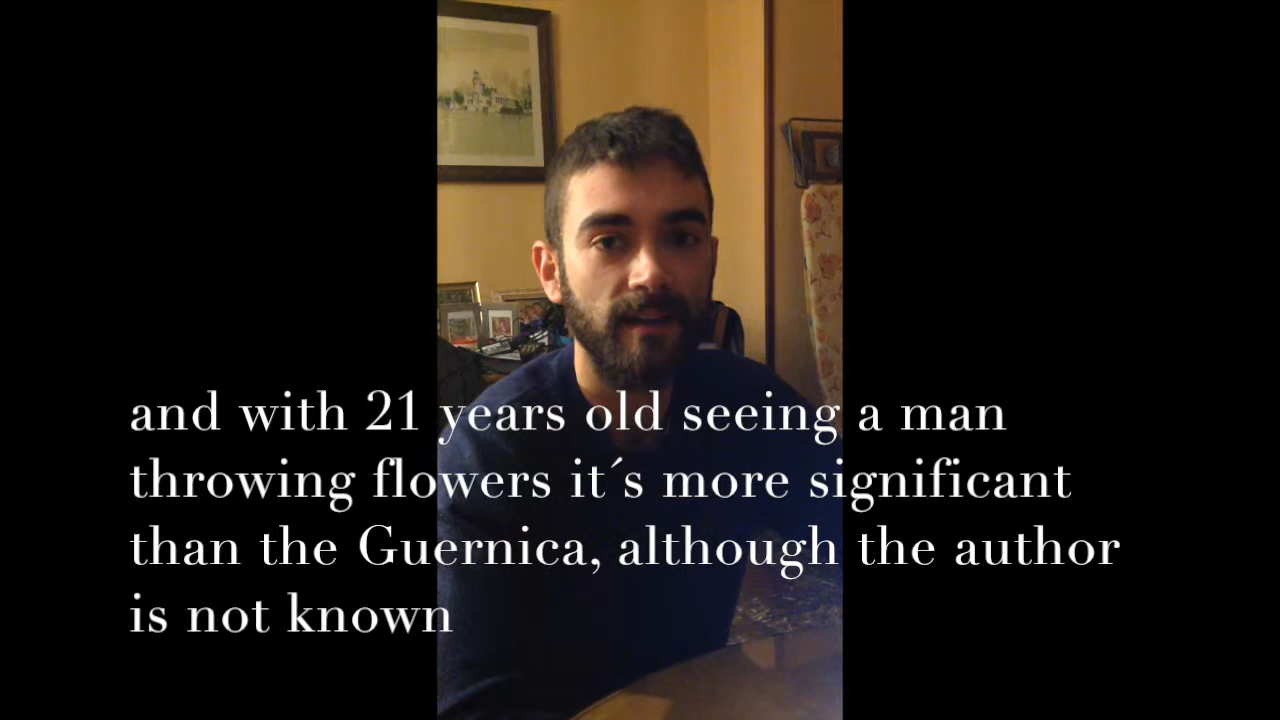 and with 21 years old seeing a man
throwing flowers it´s more significant
than the Guernica, although the author
is not known